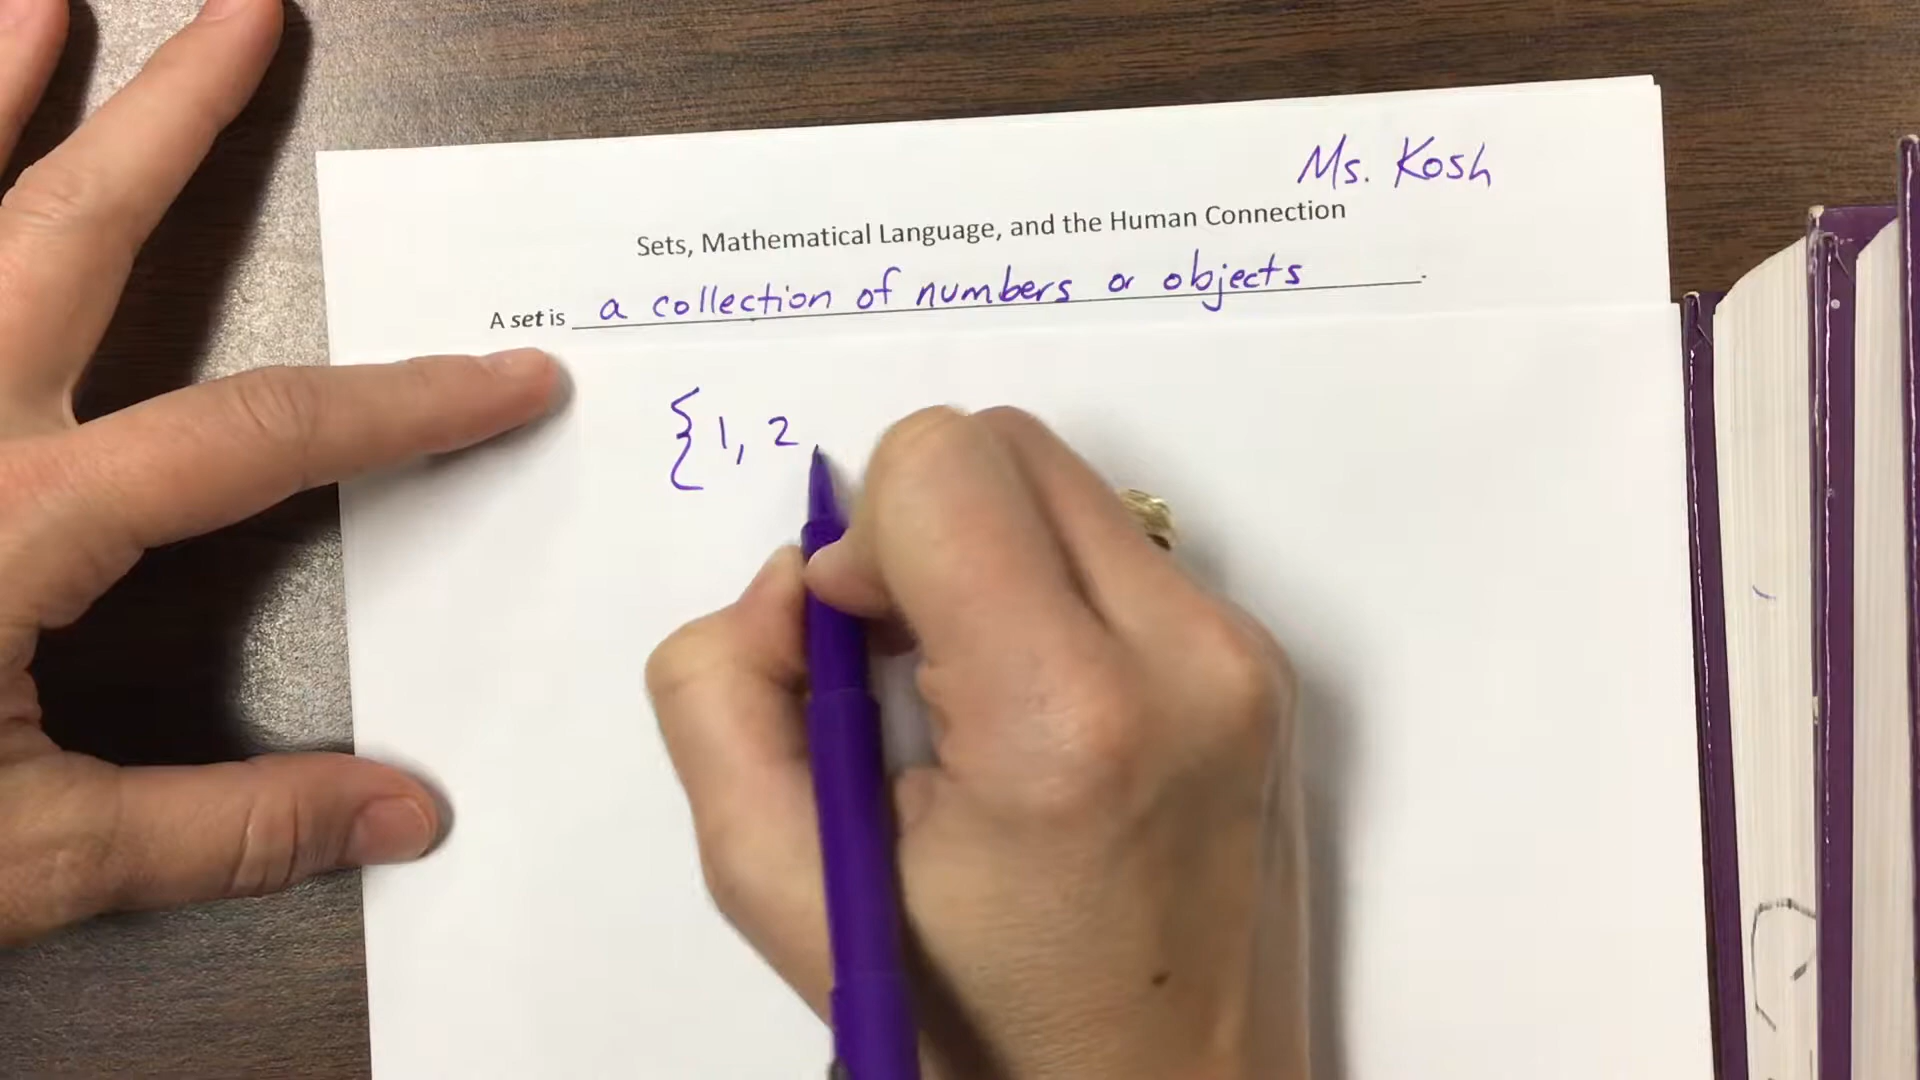 Ms. Kosh
Sets, Mathematical Language, and the Human Connection
A set is a collection of numbers or objects.
{1, 2,